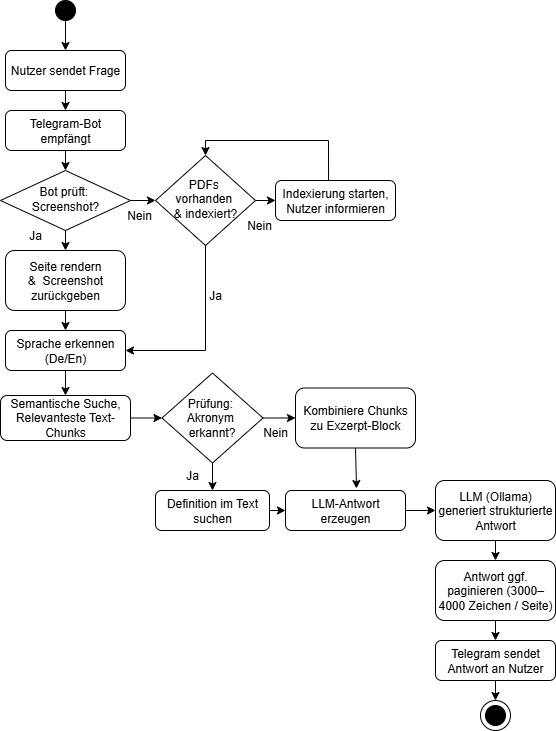 Nutzer sendet Frage
Telegram-Bot
empfängt
Bot prüft:
Screenshot?
Nein
Ja
PDFs
vorhanden
& indexiert?
Nein
Ja
Indexierung starten,
Nutzer informieren
Seite rendern
& Screenshot
zurückgeben
Sprache erkennen
(De/En)
Semantische Suche,
Relevanteste Text-
Chunks
Prüfung:
Akronym
erkannt?
Nein
Ja
Kombiniere Chunks
zu Exzerpt-Block
Definition im Text
suchen
LLM-Antwort
erzeugen
LLM (Ollama)
generiert strukturierte
Antwort
Antwort ggf.
paginieren (3000–
4000 Zeichen / Seite)
Telegram sendet
Antwort an Nutzer